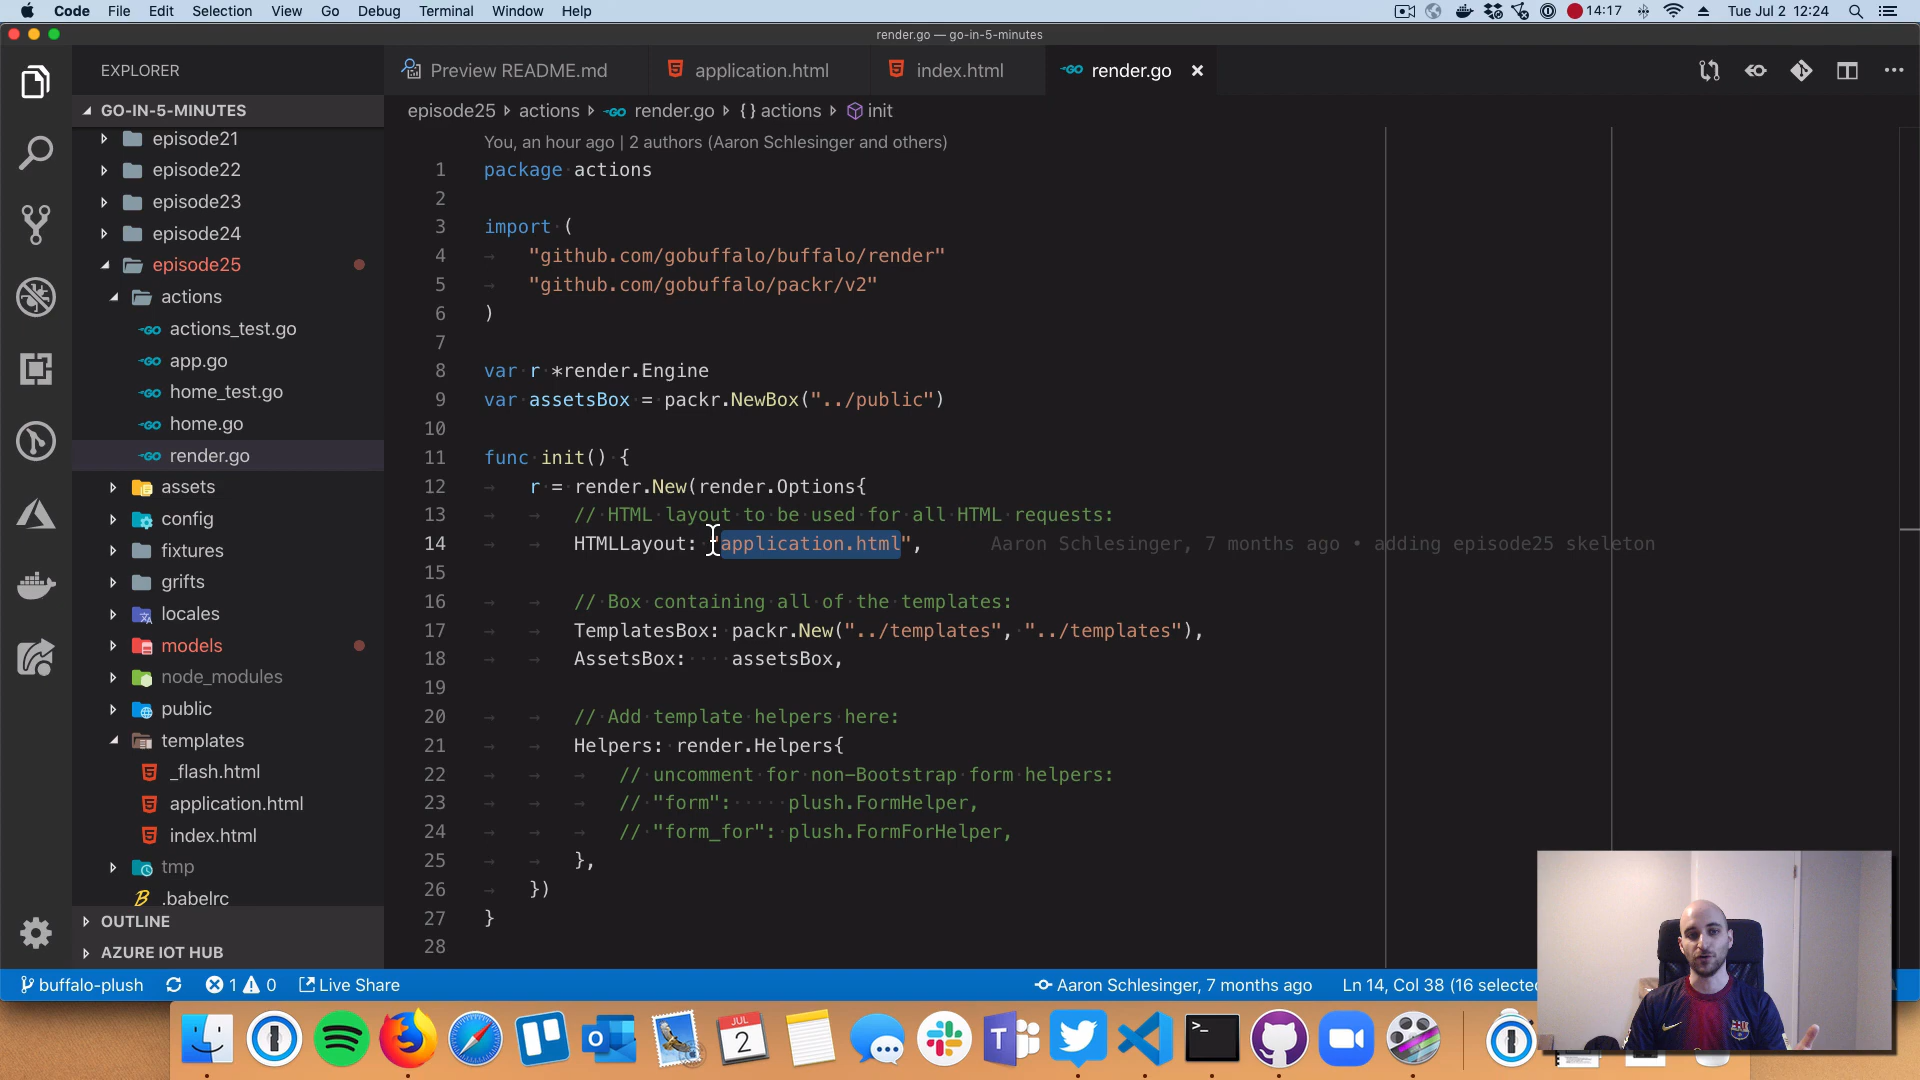 Code File Edit Selection View Go Debug Terminal Window Help
14:17 Tue Jul 2 12:24
render.go — go-in-5-minutes
EXPLORER
Preview README.md
application.html
index.html
render.go
GO-IN-5-MINUTES
episode21
episode22
episode23
episode24
episode25
actions
actions_test.go
app.go
home_test.go
home.go
render.go
assets
config
fixtures
grifts
locales
models
node_modules
public
templates
_flash.html
application.html
index.html
tmp
.babelrc
OUTLINE
AZURE IOT HUB
episode25 actions render.go {} actions init
You, an hour ago | 2 authors (Aaron Schlesinger and others)
1 package actions
2
3 import (
4 "github.com/gobuffalo/buffalo/render"
5 "github.com/gobuffalo/packr/v2"
6 )
7
8 var r *render.Engine
9 var assetsBox = packr.NewBox("../public")
10
11 func init() {
12 r = render.New(render.Options{
13 // HTML layout to be used for all HTML requests:
14 HTMLLayout: "application.html", Aaron Schlesinger, 7 months ago • adding episode25 skeleton
15
16 // Box containing all of the templates:
17 TemplatesBox: packr.New("../templates", "../templates"),
18 AssetsBox: assetsBox,
19
20 // Add template helpers here:
21 Helpers: render.Helpers{
22 // uncomment for non-Bootstrap form helpers:
23 // "form": plush.FormHelper,
24 // "form_for": plush.FormForHelper,
25 },
26 })
27 }
28
buffalo-plush 1 0 Live Share Aaron Schlesinger, 7 months ago Ln 14, Col 38 (16 selected
JUL
2
>_